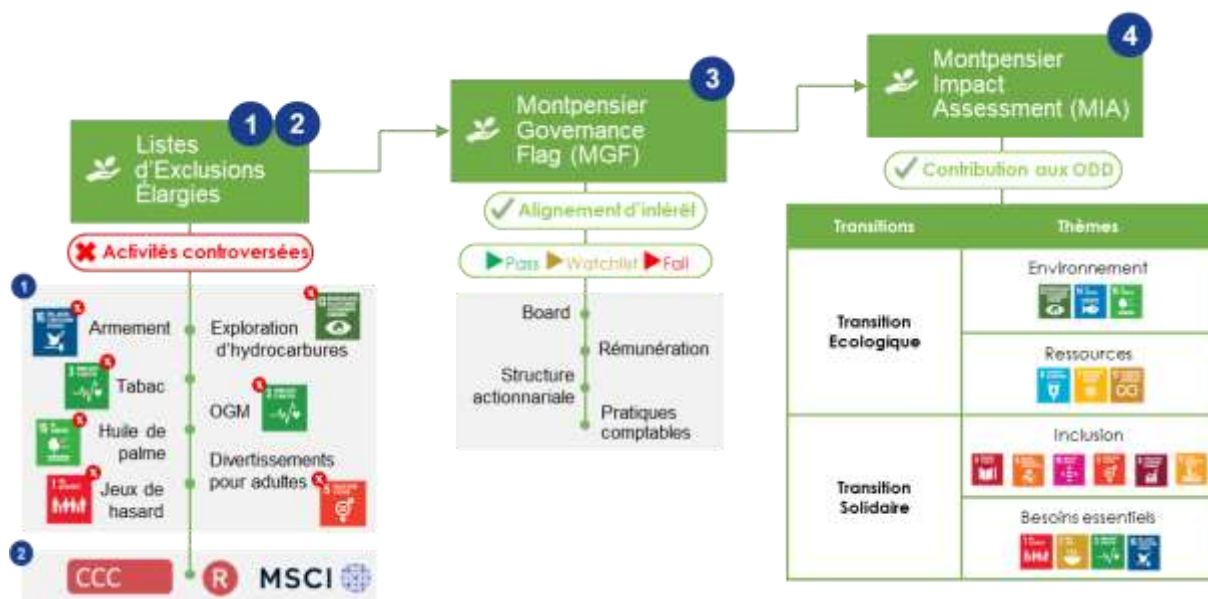 1 2
Listes
d'Exclusions
Élargies
Activités controversées
1
Armement
Exploration
d'hydrocarbures
Tabac
OGM
Huile de
palme
Divertissements
pour adultes
Jeux de
hasard
2
CCC
R
MSCI
3
Montpensier
Governance
Flag (MGF)
Alignement d'intérêt
Pass Watchlist Fail
Board
Rémunération
Structure
actionnariale
Pratiques
comptables
4
Montpensier
Impact
Assessment (MIA)
Contribution aux ODD
Transitions Thèmes
Transition
Ecologique
Environnement
Ressources
Transition
Solidaire
Inclusion
Besoins essentiels